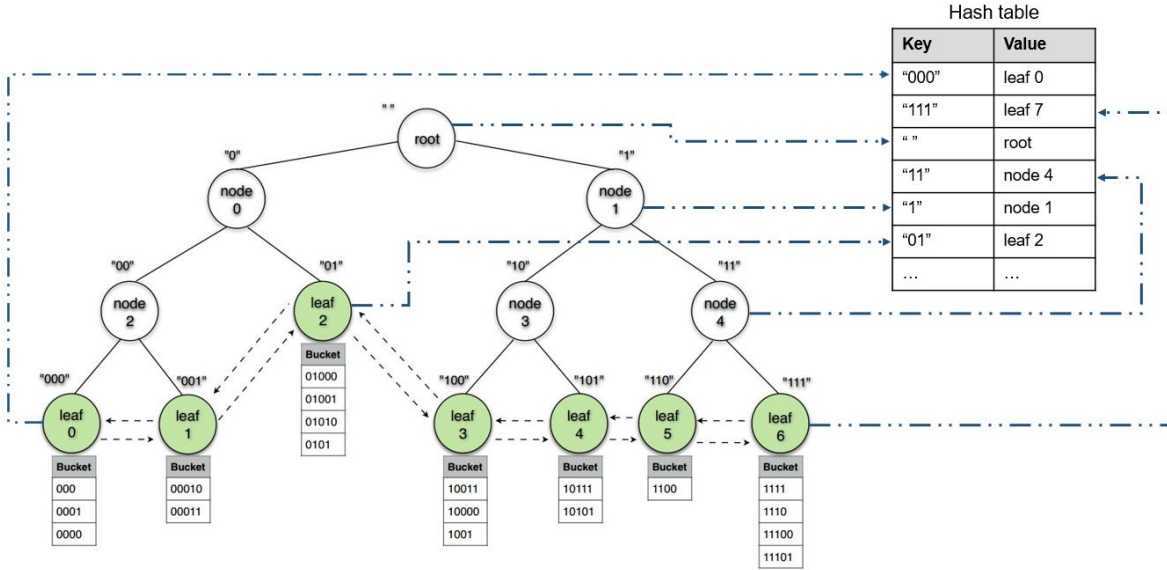 Hash table
Key Value
“000” leaf 0
“111” leaf 7
“ ” root
“11” node 4
“1” node 1
“01” leaf 2
... ...
" "
root
"0"
"1"
node
0
node
1
"00"
"01"
"10"
"11"
node
2
leaf
2
node
3
node
4
Bucket
01000
01001
01010
0101
"000"
"001"
"100"
"101"
"110"
"111"
leaf
0
leaf
1
leaf
3
leaf
4
leaf
5
leaf
6
Bucket
000
0001
0000
Bucket
00010
00011
Bucket
10011
10000
1001
Bucket
10111
10101
Bucket
1100
Bucket
1111
1110
11100
11101